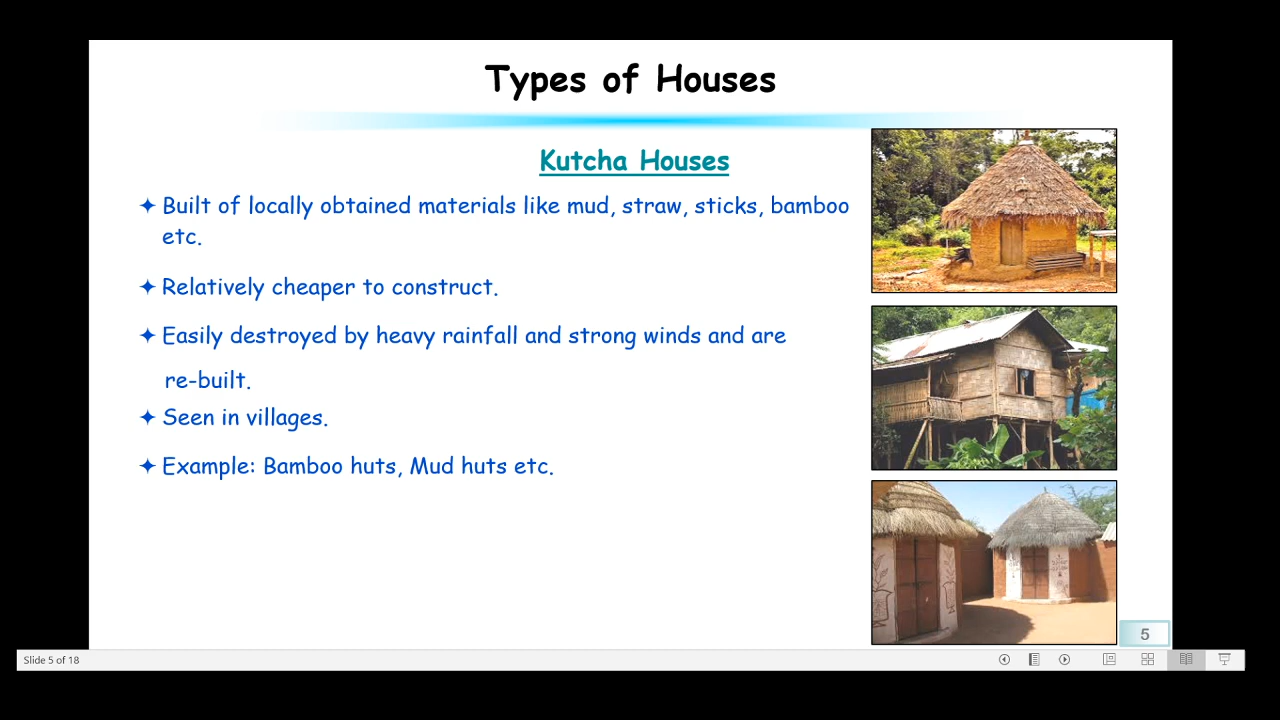 Types of Houses
Kutcha Houses
✦ Built of locally obtained materials like mud, straw, sticks, bamboo
etc.
✦ Relatively cheaper to construct.
✦ Easily destroyed by heavy rainfall and strong winds and are
re-built.
✦ Seen in villages.
✦ Example: Bamboo huts, Mud huts etc.
5
Slide 5 of 18